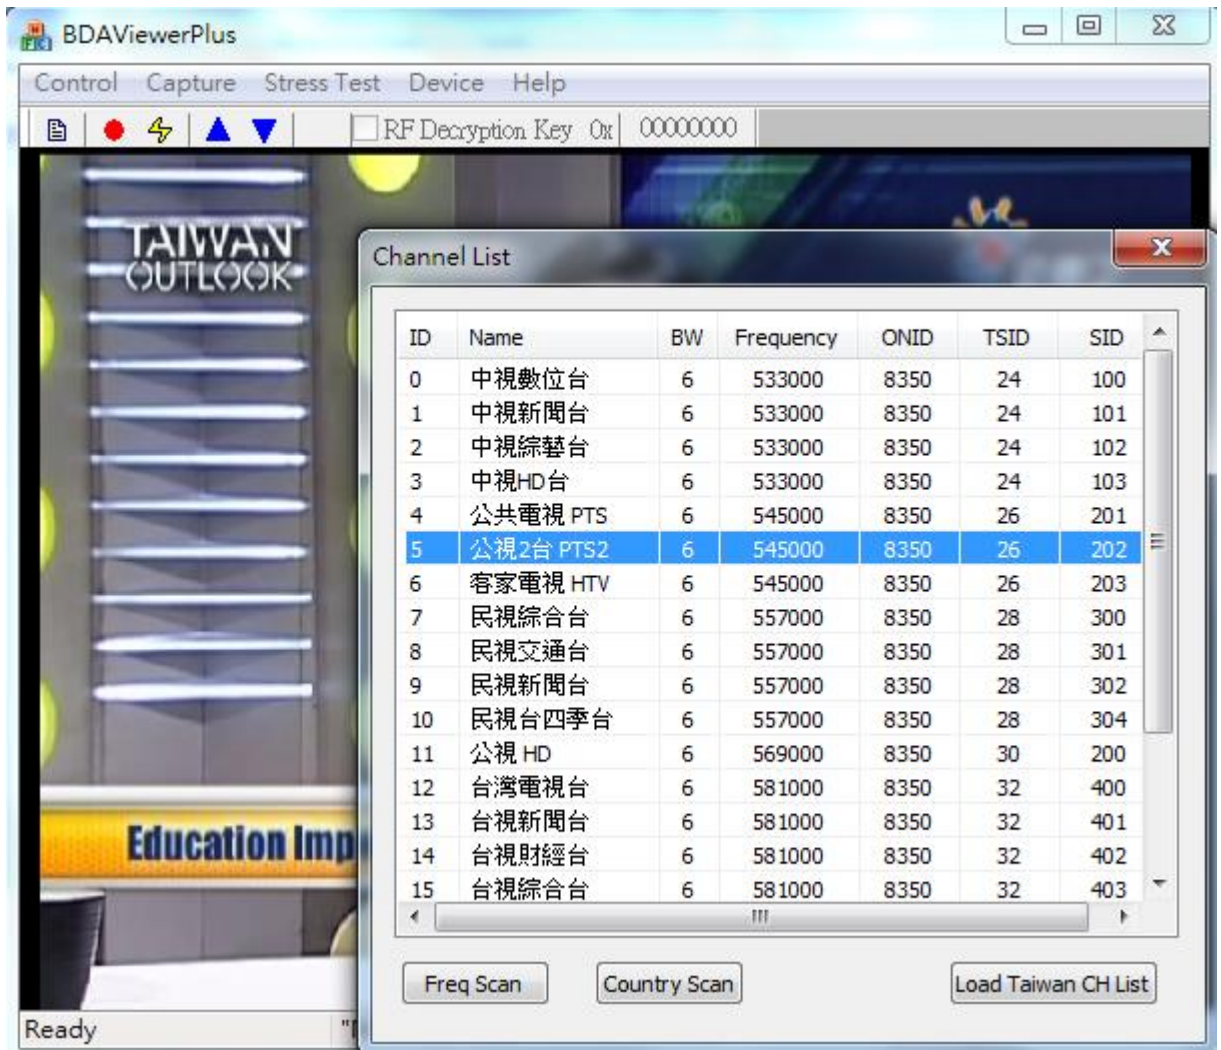 BDAViewerPlus
Control Capture Stress Test Device Help
RF Decryption Key 0x 00000000
TAIWAN
OUTLOOK
Channel List
ID Name BW Frequency ONID TSID SID
0 中視數位台 6 533000 8350 24 100
1 中視新聞台 6 533000 8350 24 101
2 中視綜藝台 6 533000 8350 24 102
3 中視HD台 6 533000 8350 24 103
4 公共電視 PTS 6 545000 8350 26 201
5 公視2台 PTS2 6 545000 8350 26 202
6 客家電視 HTV 6 545000 8350 26 203
7 民視綜合台 6 557000 8350 28 300
8 民視交通台 6 557000 8350 28 301
9 民視新聞台 6 557000 8350 28 302
10 民視台四季台 6 557000 8350 28 304
11 公視 HD 6 569000 8350 30 200
12 台灣電視台 6 581000 8350 32 400
13 台視新聞台 6 581000 8350 32 401
14 台視財經台 6 581000 8350 32 402
15 台視綜合台 6 581000 8350 32 403
Education Imp
Freq Scan Country Scan Load Taiwan CH List
Ready